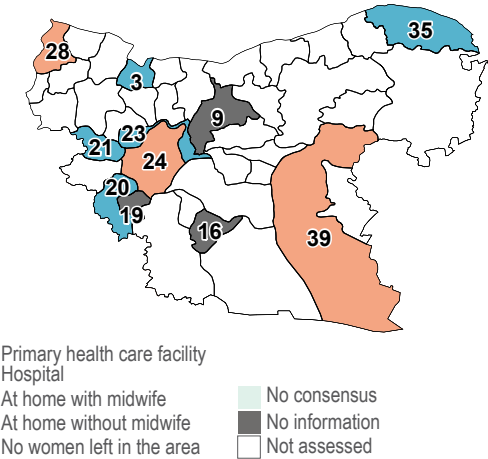 35
28
3
9
23
21
24
20
19
16
39
Primary health care facility
Hospital
At home with midwife
At home without midwife
No women left in the area
No consensus
No information
Not assessed